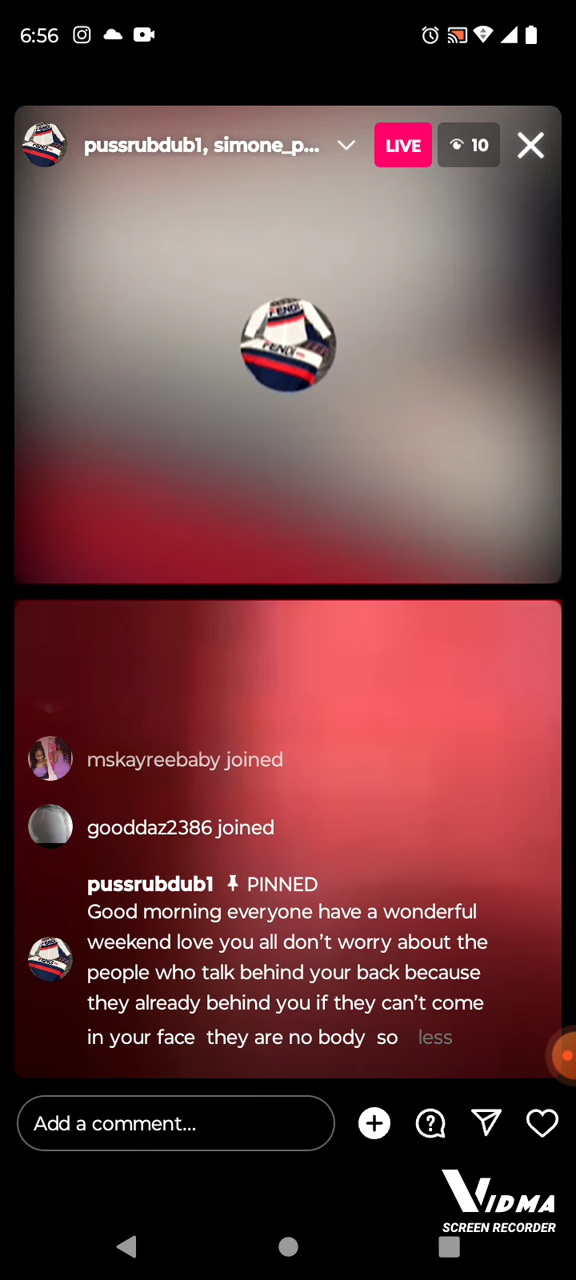 6:56
pussrubdub1, simone_p...
LIVE
10
FENDI
FENDI
mskayreebaby joined
gooddaz2386 joined
pussrubdub1 PINNED
Good morning everyone have a wonderful
weekend love you all don't worry about the
people who talk behind your back because
they already behind you if they can't come
in your face they are no body so less
Add a comment...
VIDMA
SCREEN RECORDER